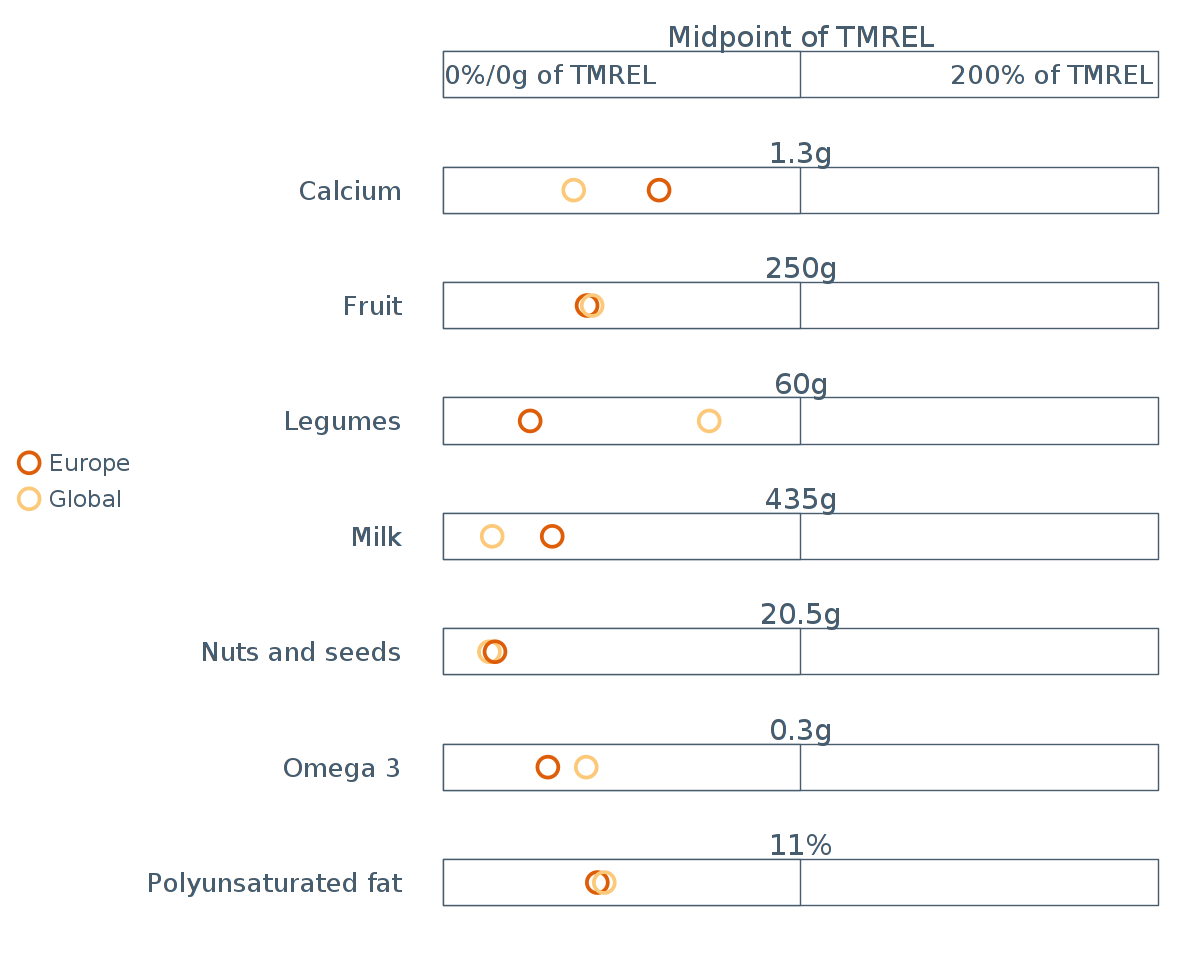 Midpoint of TMREL
0%/0g of TMREL
200% of TMREL
1.3g
Calcium
250g
Fruit
60g
Legumes
Europe
Global
435g
Milk
20.5g
Nuts and seeds
0.3g
Omega 3
11%
Polyunsaturated fat